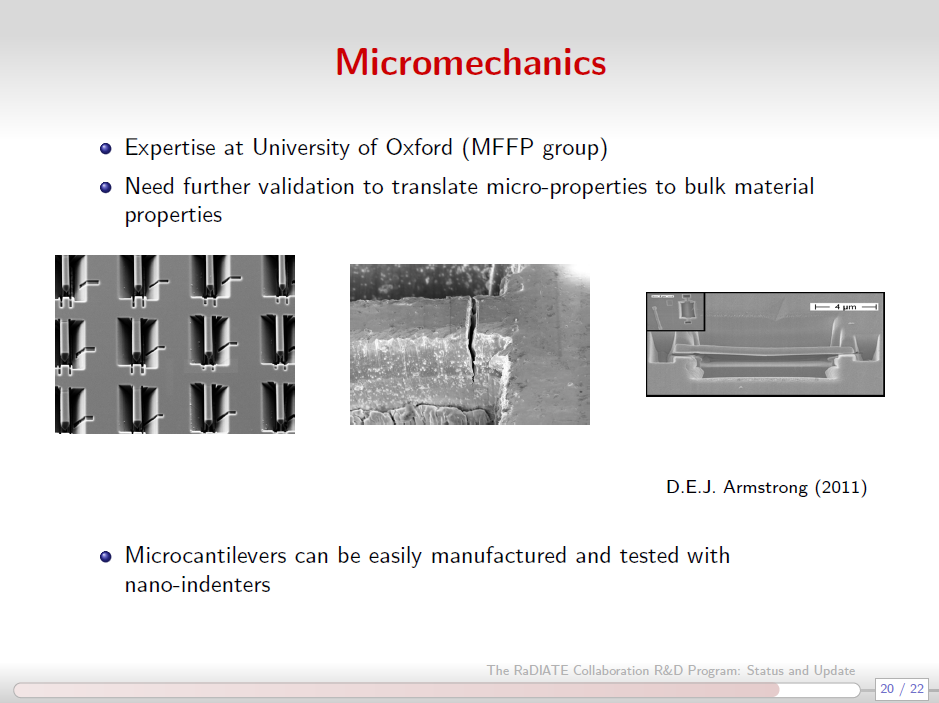 Micromechanics
Expertise at University of Oxford (MFFP group)
Need further validation to translate micro-properties to bulk material
properties
4 μm
D.E.J. Armstrong (2011)
Microcantilevers can be easily manufactured and tested with
nano-indenters
The RaDIATE Collaboration R&D Program: Status and Update
20 / 22